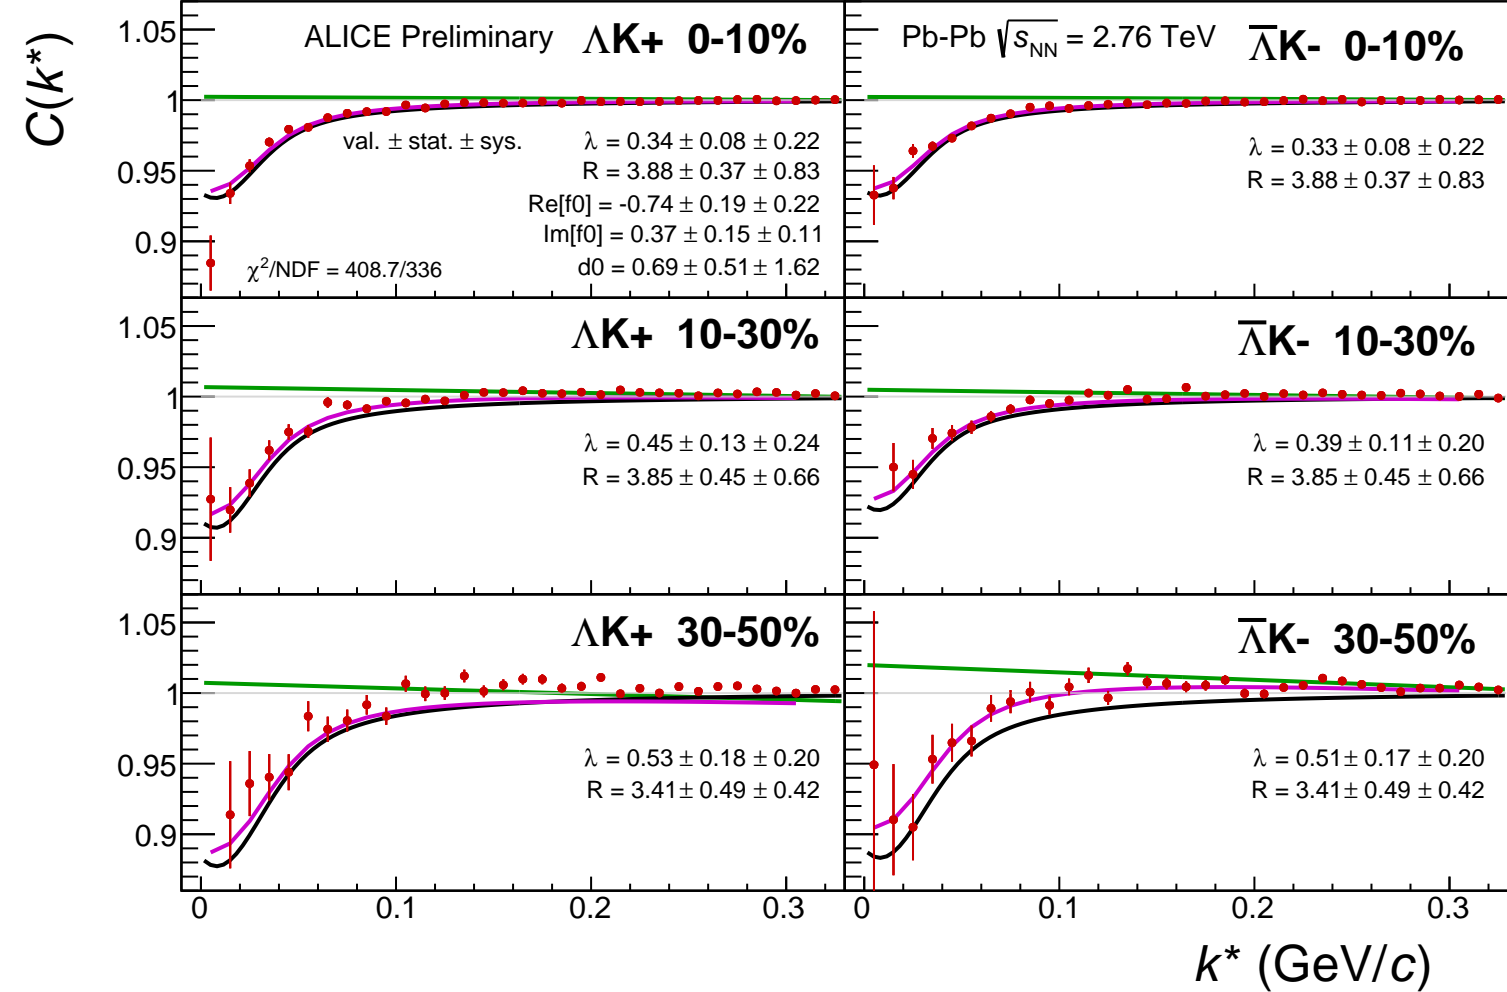 C(k*)
ALICE Preliminary ΛK+ 0-10%
1.05
1
0.95
0.9
val. ± stat. ± sys.
λ = 0.34 ± 0.08 ± 0.22
R = 3.88 ± 0.37 ± 0.83
Re[f0] = -0.74 ± 0.19 ± 0.22
Im[f0] = 0.37 ± 0.15 ± 0.11
χ²/NDF = 408.7/336
d0 = 0.69 ± 0.51 ± 1.62
Pb-Pb √s_NN = 2.76 TeV Λ̅K- 0-10%
λ = 0.33 ± 0.08 ± 0.22
R = 3.88 ± 0.37 ± 0.83
ΛK+ 10-30%
1.05
1
0.95
0.9
λ = 0.45 ± 0.13 ± 0.24
R = 3.85 ± 0.45 ± 0.66
Λ̅K- 10-30%
λ = 0.39 ± 0.11 ± 0.20
R = 3.85 ± 0.45 ± 0.66
ΛK+ 30-50%
1.05
1
0.95
0.9
λ = 0.53 ± 0.18 ± 0.20
R = 3.41 ± 0.49 ± 0.42
Λ̅K- 30-50%
λ = 0.51 ± 0.17 ± 0.20
R = 3.41 ± 0.49 ± 0.42
0 0.1 0.2 0.3
0 0.1 0.2 0.3
k* (GeV/c)